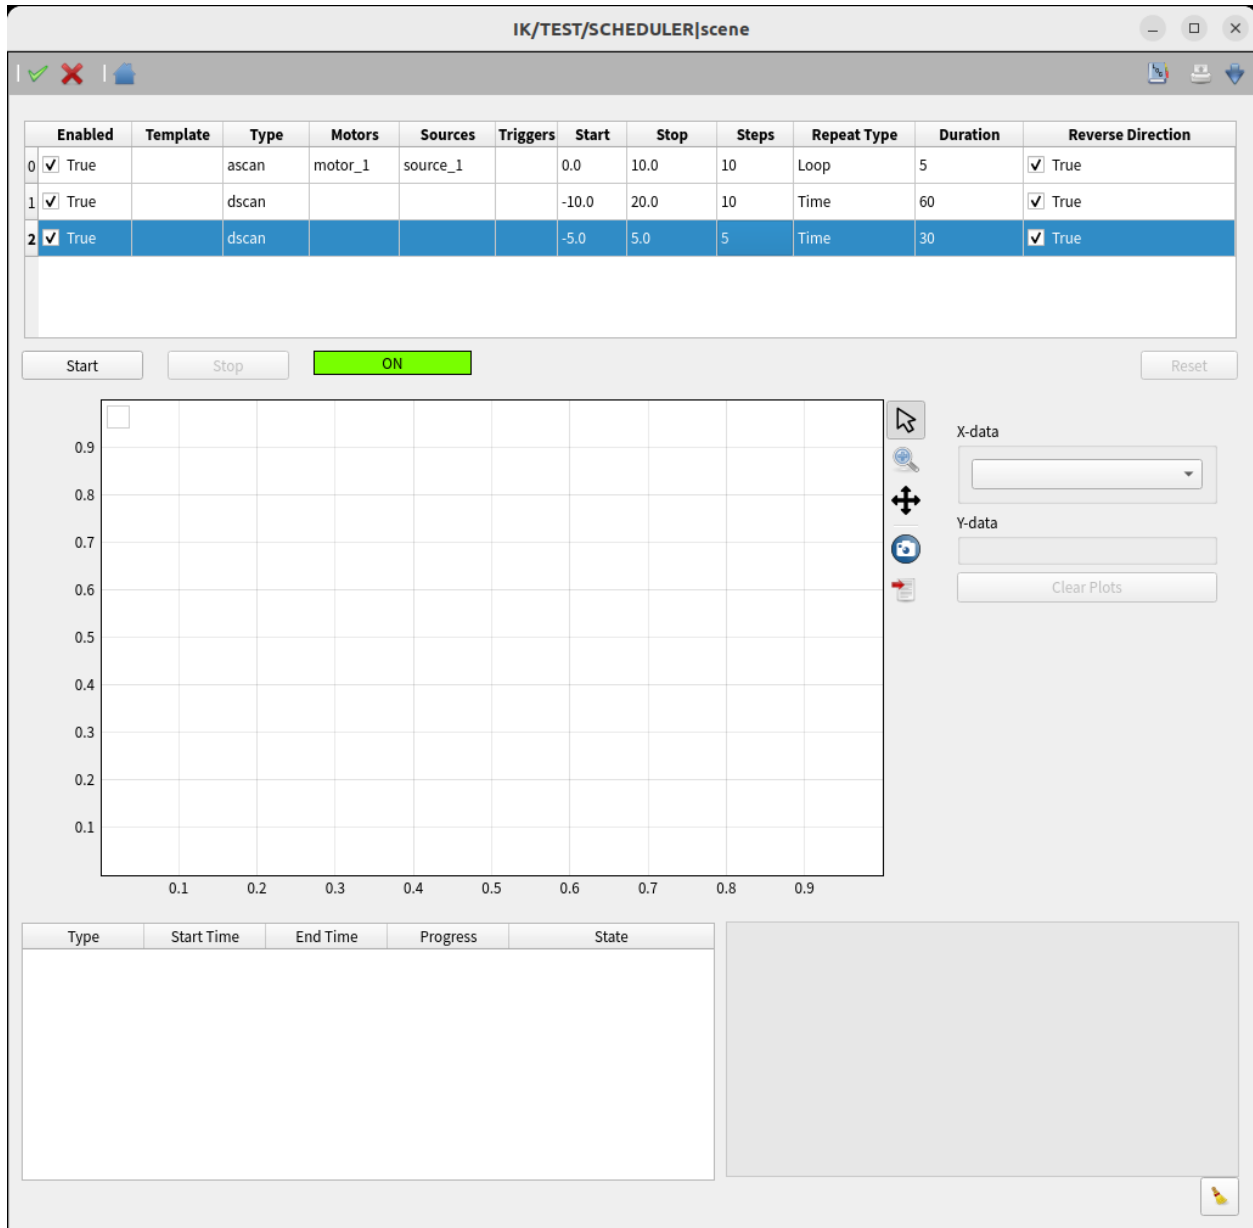 IK/TEST/SCHEDULER|scene
Enabled Template Type Motors Sources Triggers Start Stop Steps Repeat Type Duration Reverse Direction
0 True ascan motor_1 source_1 0.0 10.0 10 Loop 5 True
1 True dscan -10.0 20.0 10 Time 60 True
2 True dscan -5.0 5.0 5 Time 30 True
Start Stop ON Reset
X-data
Y-data
Clear Plots
0.9
0.8
0.7
0.6
0.5
0.4
0.3
0.2
0.1
0.1 0.2 0.3 0.4 0.5 0.6 0.7 0.8 0.9
Type Start Time End Time Progress State